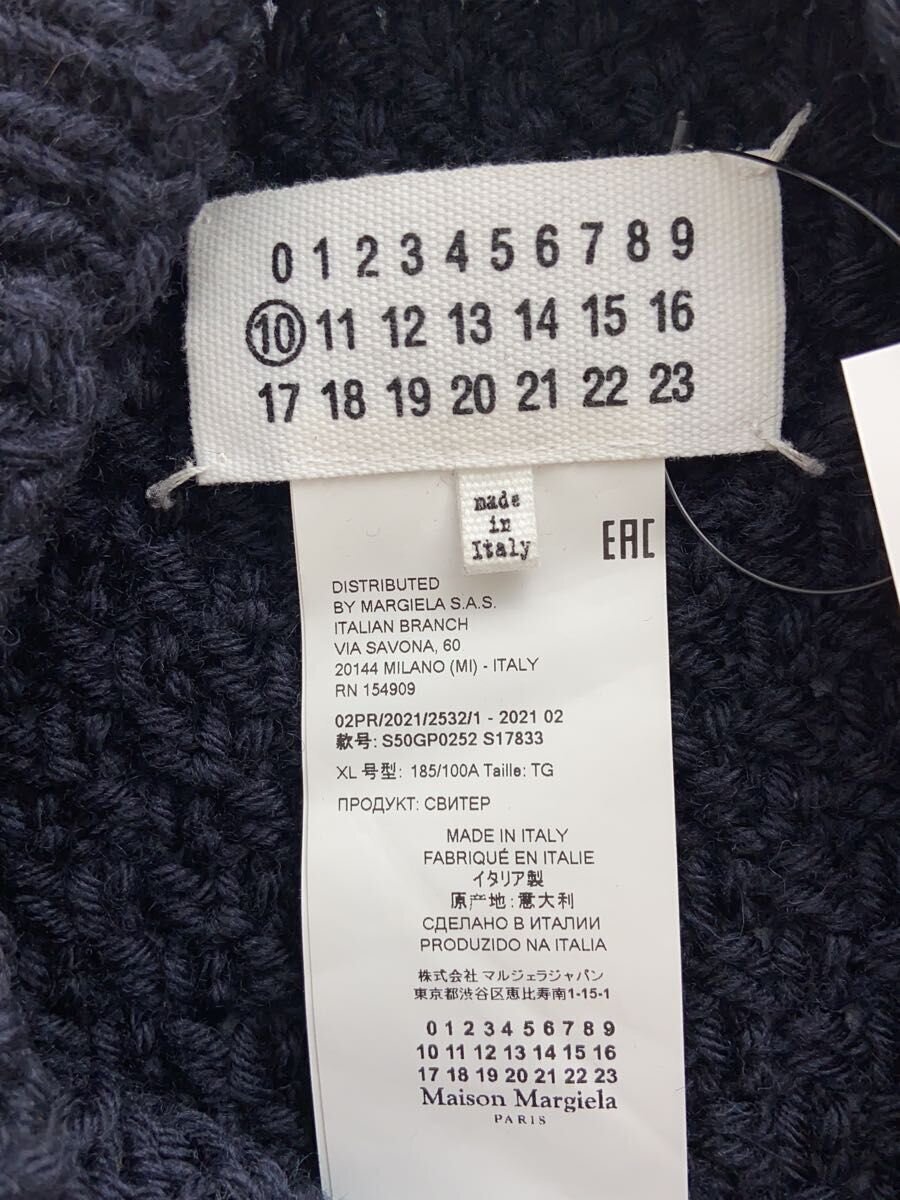 0 1 2 3 4 5 6 7 8 9
10 11 12 13 14 15 16
17 18 19 20 21 22 23
made
in
Italy
EAC
DISTRIBUTED
BY MARGIELA S.A.S.
ITALIAN BRANCH
VIA SAVONA, 60
20144 MILANO (MI) - ITALY
RN 154909
02PR/2021/2532/1 - 2021 02
款号: S50GP0252 S17833
XL 号型: 185/100A Taille: TG
ПРОДУКТ: СВИТЕР
MADE IN ITALY
FABRIQUÉ EN ITALIE
イタリア製
原产地:意大利
СДЕЛАНО В ИТАЛИИ
PRODUZIDO NA ITALIA
株式会社 マルジェラジャパン
東京都渋谷区恵比寿南1-15-1
0 1 2 3 4 5 6 7 8 9
10 11 12 13 14 15 16
17 18 19 20 21 22 23
Maison Margiela
PARIS